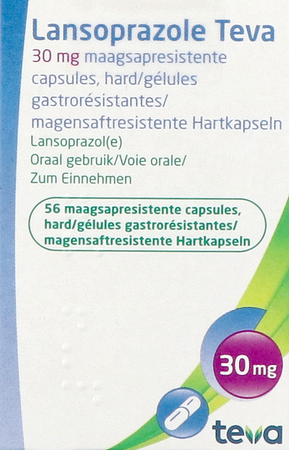 Lansoprazole Teva
30 mg maagsapresistente
capsules, hard/gélules
gastrorésistantes/
magensaftresistente Hartkapseln
Lansoprazol(e)
Oraal gebruik/Voie orale/
Zum Einnehmen
56 maagsapresistente capsules,
hard/gélules gastrorésistantes/
magensaftresistente Hartkapseln
30 mg
teva